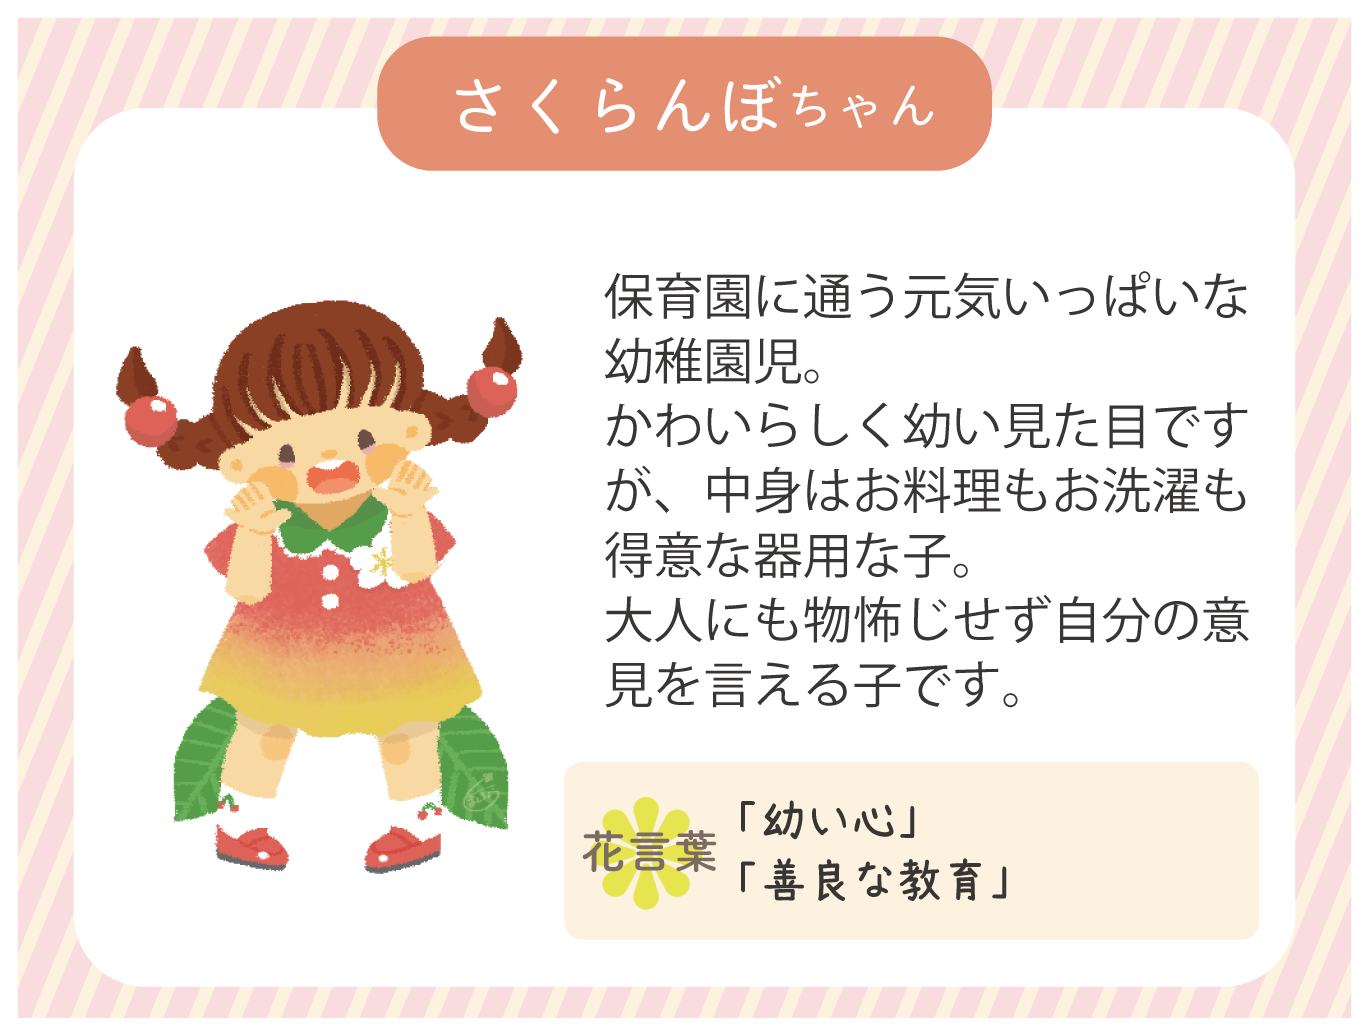 さくらんぼちゃん
保育園に通う元気いっぱいな
幼稚園児。
かわいらしく幼い見た目です
が、中身はお料理もお洗濯も
得意な器用な子。
大人にも物怖じせず自分の意
見を言える子です。
花言葉
「幼い心」
「善良な教育」